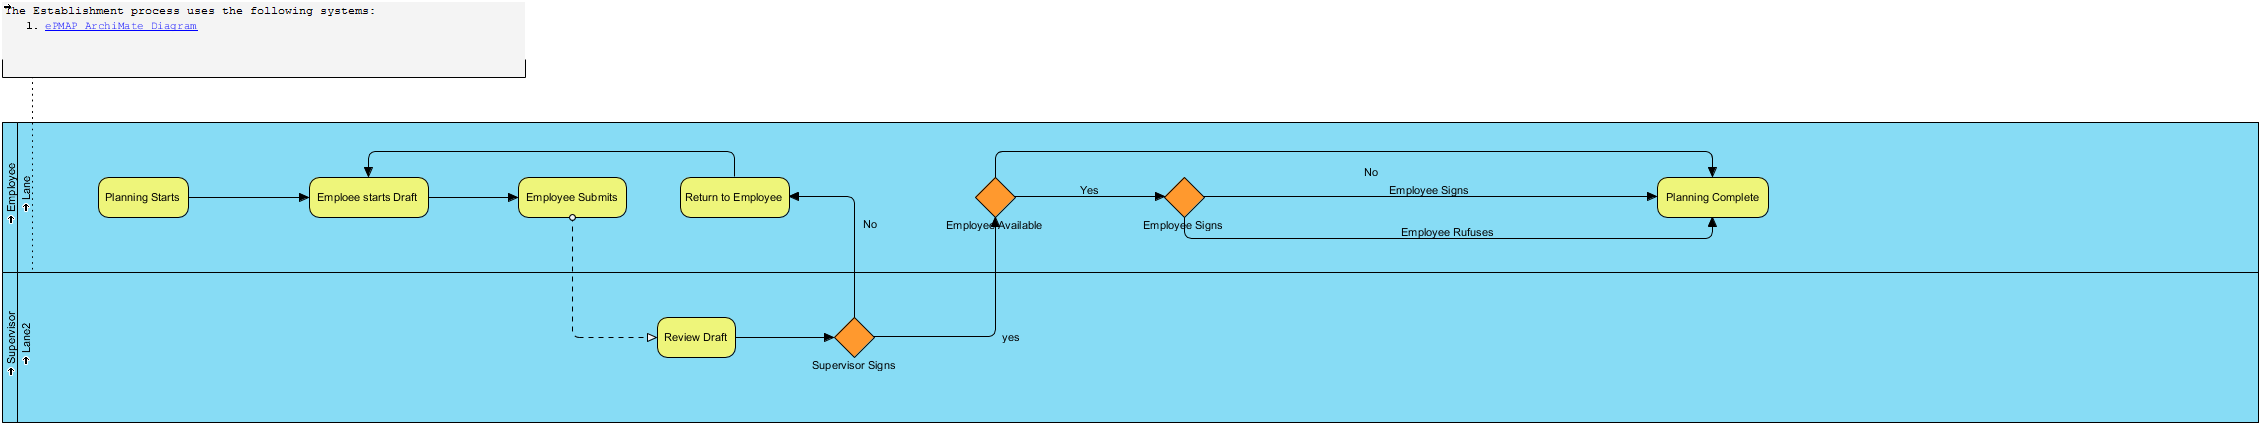 The Establishment process uses the following systems:
1. ePMAP ArchiMate Diagram
Employee
Lane
Planning Starts
Emploee starts Draft
Employee Submits
Return to Employee
No
Employee Available
Yes
Employee Signs
No
Employee Signs
Employee Rufuses
Planning Complete
Supervisor
Lane2
Review Draft
Supervisor Signs
yes